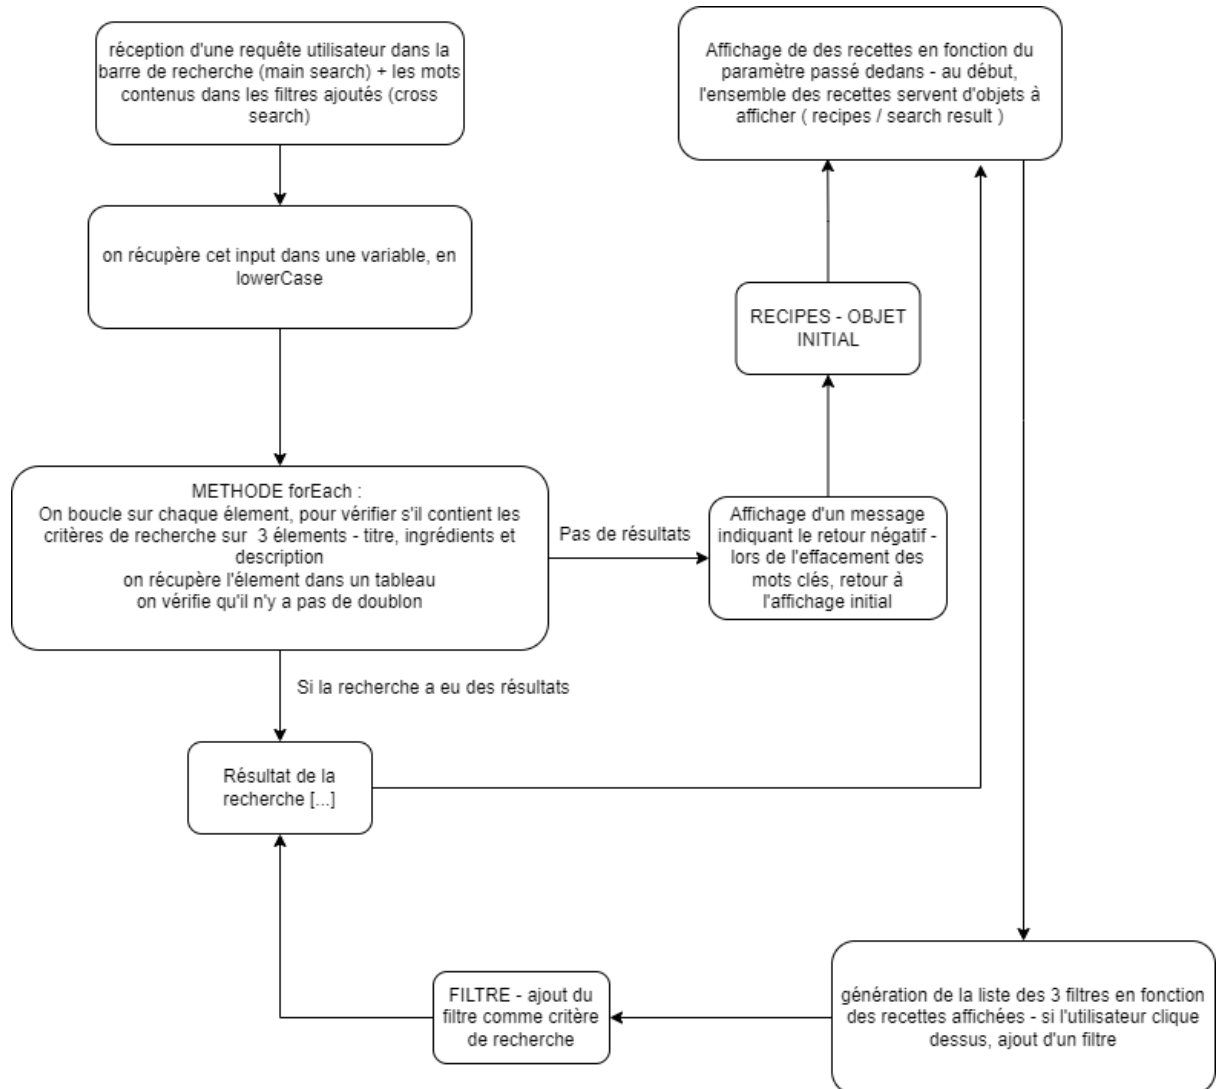 réception d'une requête utilisateur dans la
barre de recherche (main search) + les mots
contenus dans les filtres ajoutés (cross
search)
Affichage de des recettes en fonction du
paramètre passé dedans - au début,
l'ensemble des recettes servent d'objets à
afficher ( recipes / search result )
on récupère cet input dans une variable, en
lowerCase
RECIPES - OBJET
INITIAL
METHODE forEach :
On boucle sur chaque élement, pour vérifier s'il contient les
critères de recherche sur  3 élements - titre, ingrédients et
description
on récupère l'élement dans un tableau
on vérifie qu'il n'y a pas de doublon
Pas de résultats
Affichage d'un message
indiquant le retour négatif -
lors de l'effacement des
mots clés, retour à
l'affichage initial
Si la recherche a eu des résultats
Résultat de la
recherche [...]
FILTRE - ajout du
filtre comme critère
de recherche
génération de la liste des 3 filtres en fonction
des recettes affichées - si l'utilisateur clique
dessus, ajout d'un filtre